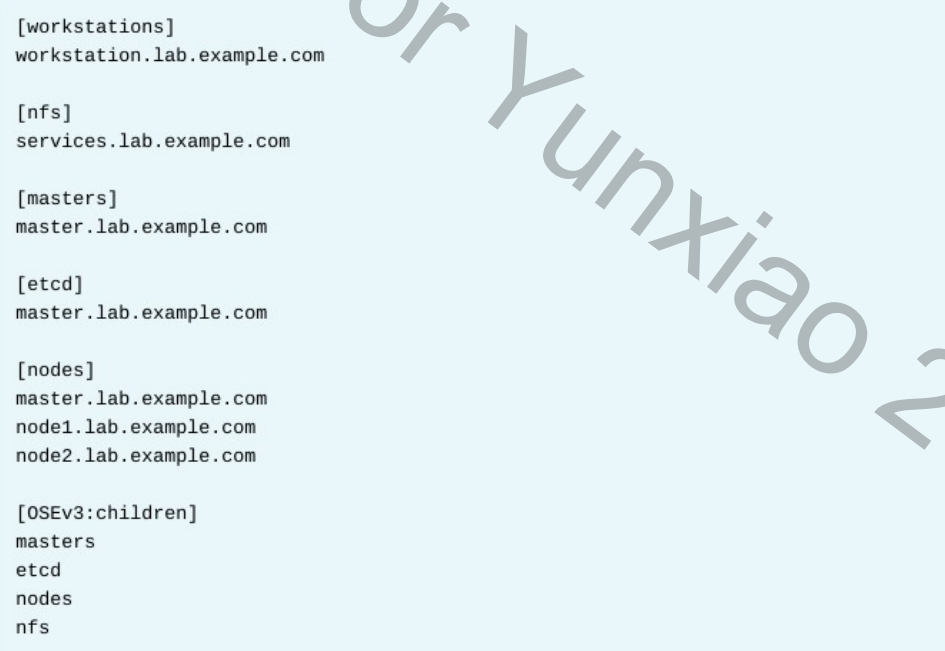 [workstations]
workstation.lab.example.com
[nfs]
services.lab.example.com
[masters]
master.lab.example.com
[etcd]
master.lab.example.com
[nodes]
master.lab.example.com
node1.lab.example.com
node2.lab.example.com
[OSEv3:children]
masters
etcd
nodes
nfs
or Yunxiao 2